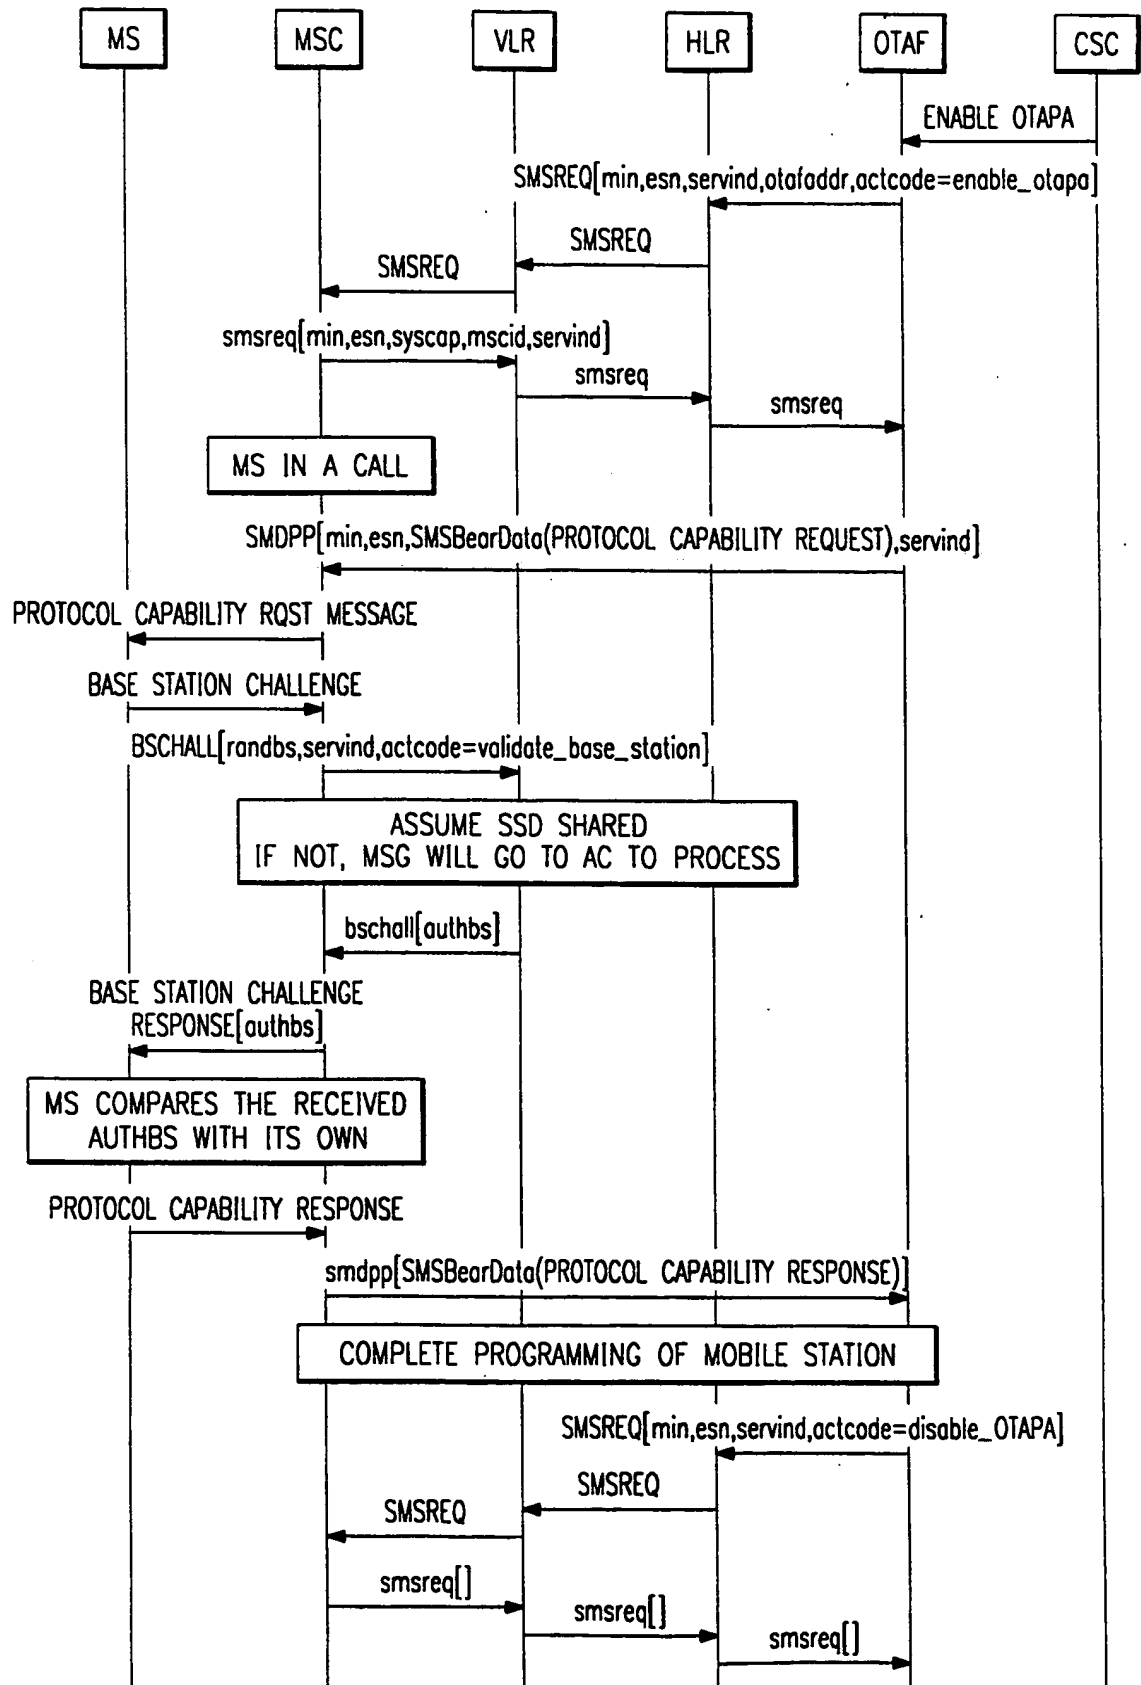 MS MSC VLR HLR OTAF CSC
ENABLE OTAPA
SMSREQ[min,esn,servind,otafaddr,actcode=enable_otapa]
SMSREQ
SMSREQ
smsreq[min,esn,syscap,mscid,servind]
smsreq
smsreq
MS IN A CALL
SMDPP[min,esn,SMSBearData(PROTOCOL CAPABILITY REQUEST),servind]
PROTOCOL CAPABILITY RQST MESSAGE
BASE STATION CHALLENGE
BSCHALL[randbs,servind,actcode=validate_base_station]
ASSUME SSD SHARED
IF NOT, MSG WILL GO TO AC TO PROCESS
bschall[authbs]
BASE STATION CHALLENGE
RESPONSE[authbs]
MS COMPARES THE RECEIVED
AUTHBS WITH ITS OWN
PROTOCOL CAPABILITY RESPONSE
smdpp[SMSBearData(PROTOCOL CAPABILITY RESPONSE)]
COMPLETE PROGRAMMING OF MOBILE STATION
SMSREQ[min,esn,servind,actcode=disable_OTAPA]
SMSREQ
SMSREQ
smsreq[]
smsreq[]
smsreq[]